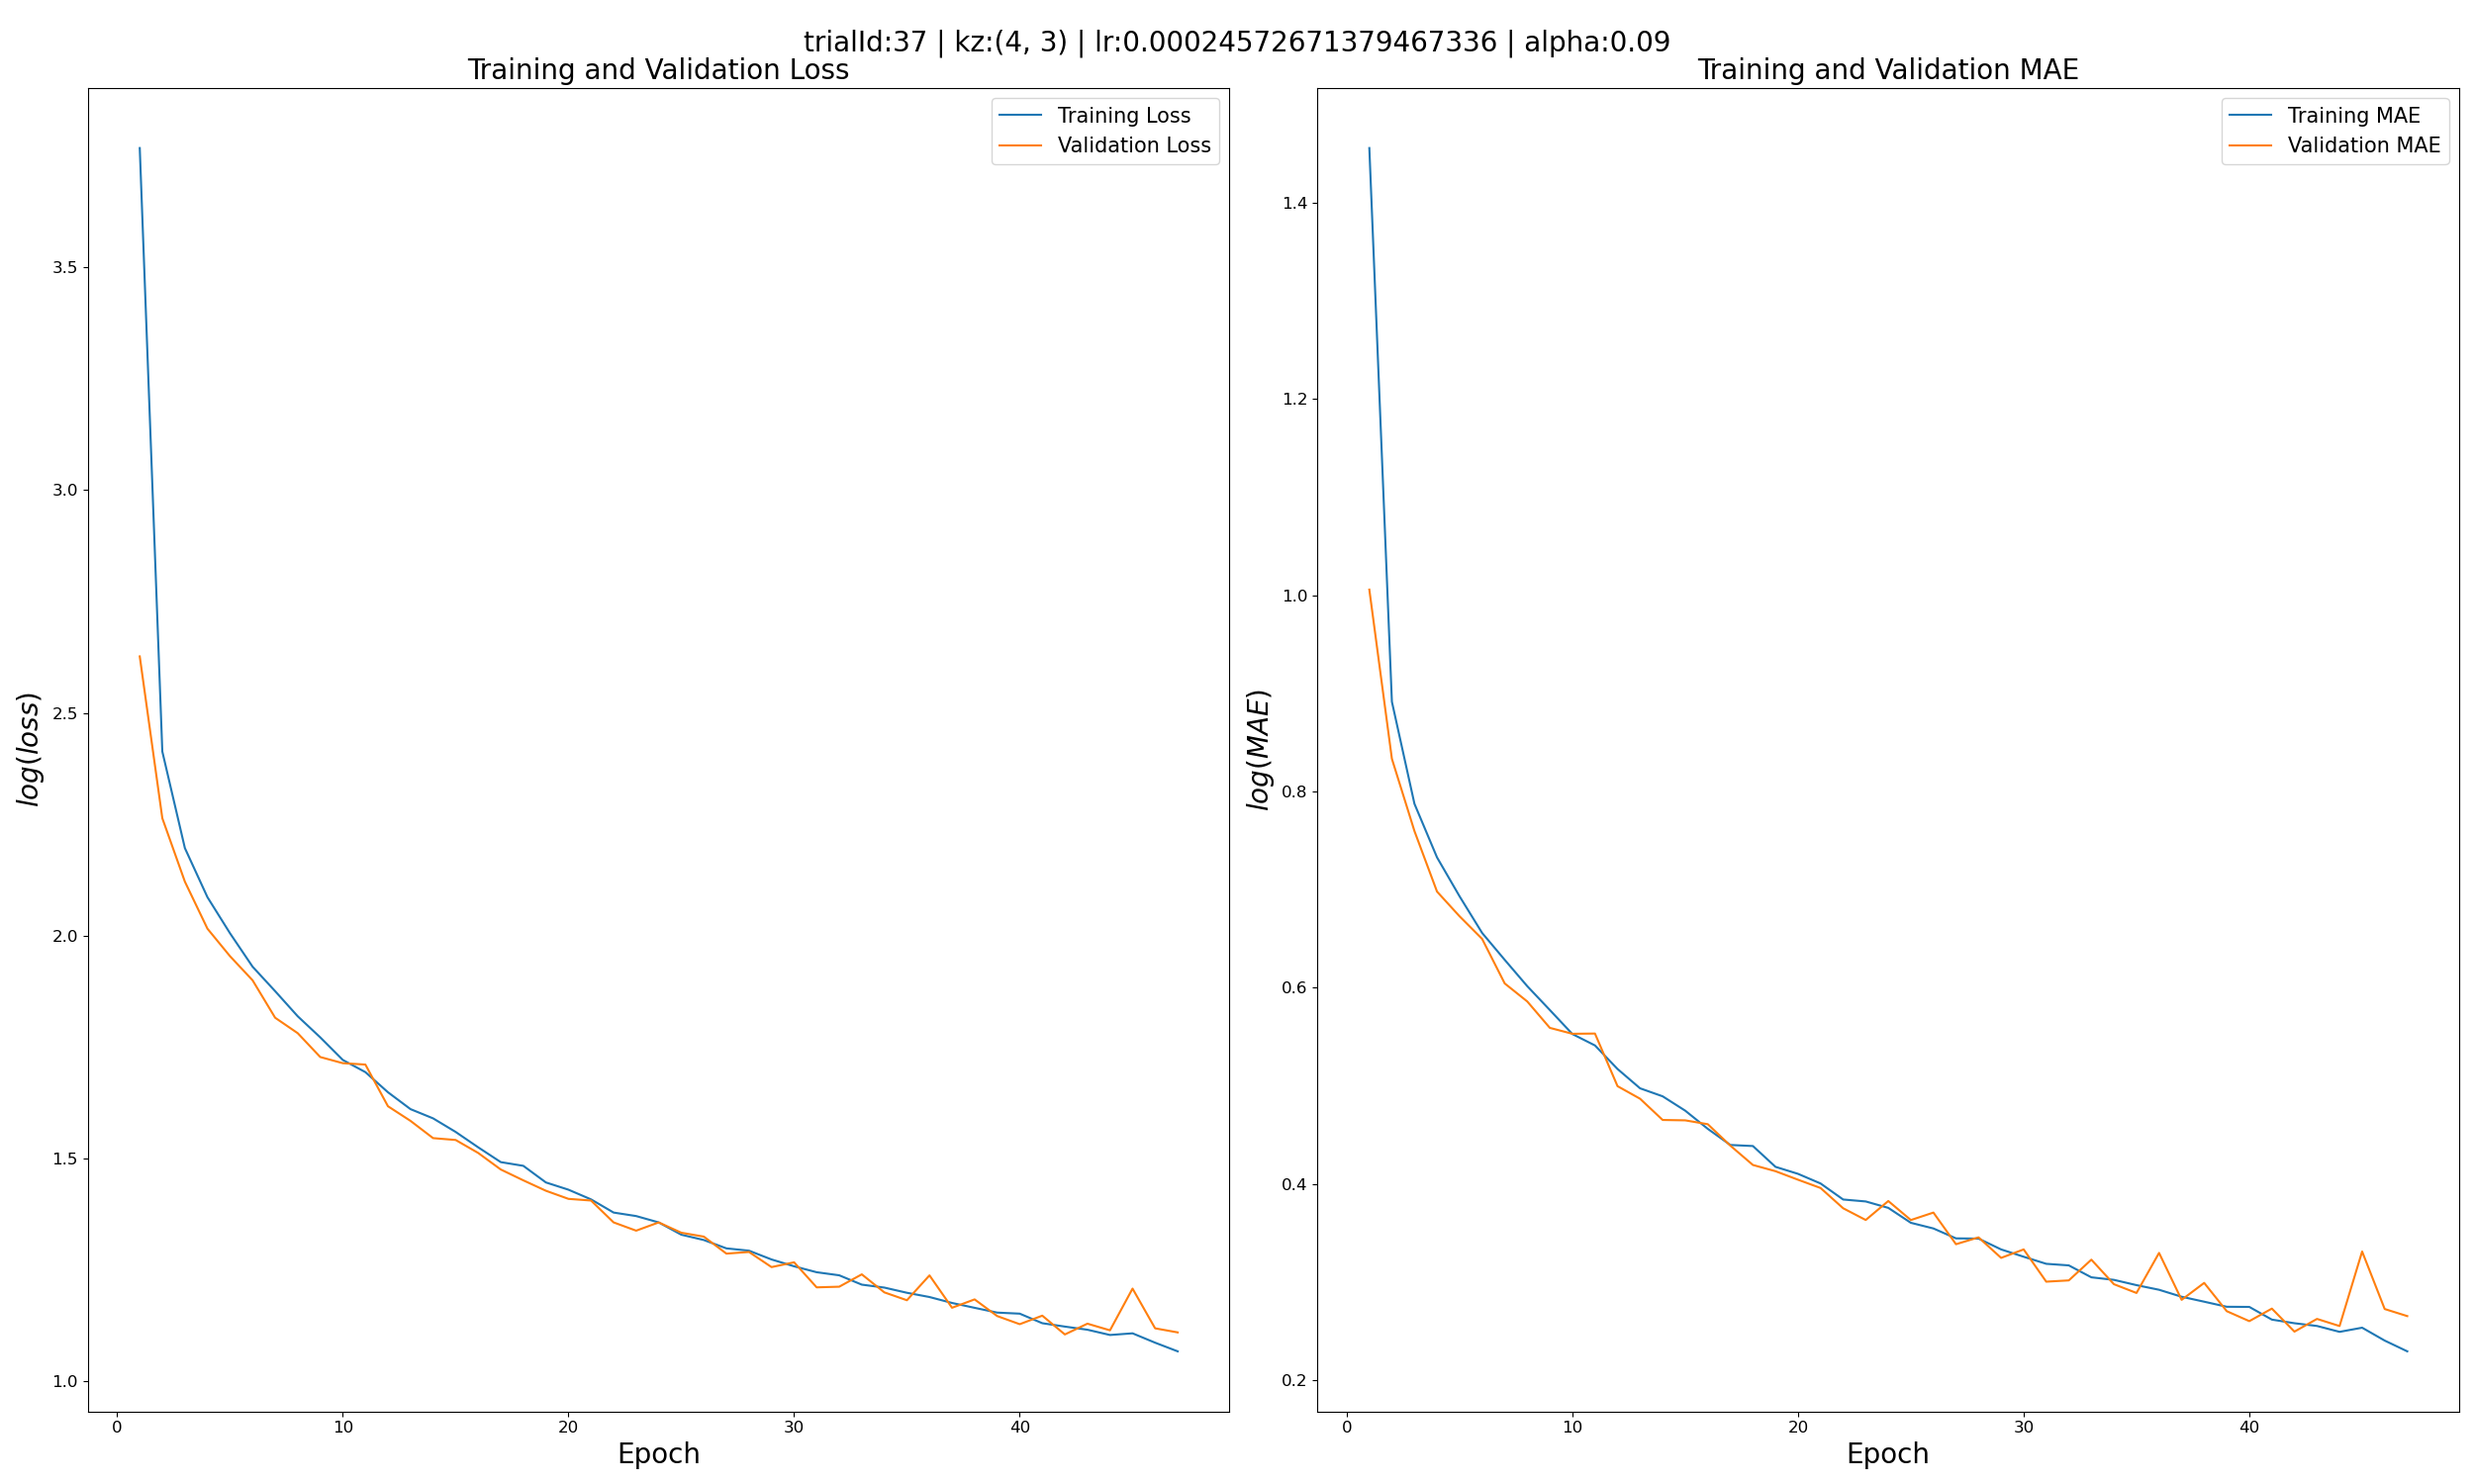 trialId:37 | kz:(4, 3) | lr:0.00024572671379467336 | alpha:0.09
Training and Validation Loss
Training Loss
Validation Loss
3.5
3.0
2.5
2.0
1.5
1.0
log(loss)
0 10 20 30 40
Epoch
Training and Validation MAE
Training MAE
Validation MAE
1.4
1.2
1.0
0.8
0.6
0.4
0.2
log(MAE)
0 10 20 30 40
Epoch